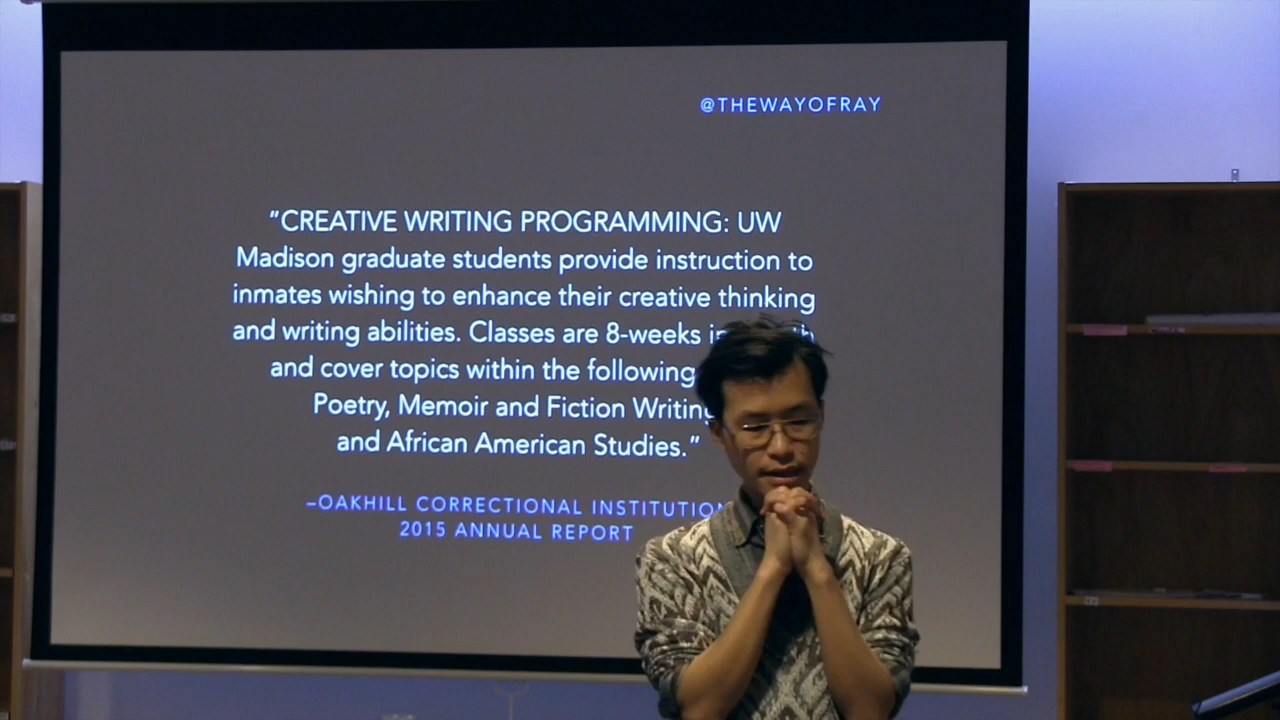 @THEWAYOFRAY
"CREATIVE WRITING PROGRAMMING: UW
Madison graduate students provide instruction to
inmates wishing to enhance their creative thinking
and writing abilities. Classes are 8-weeks
and cover topics within the following
Poetry, Memoir and Fiction Writing
and African American Studies."
–OAKHILL CORRECTIONAL INSTITUTION
2015 ANNUAL REPORT